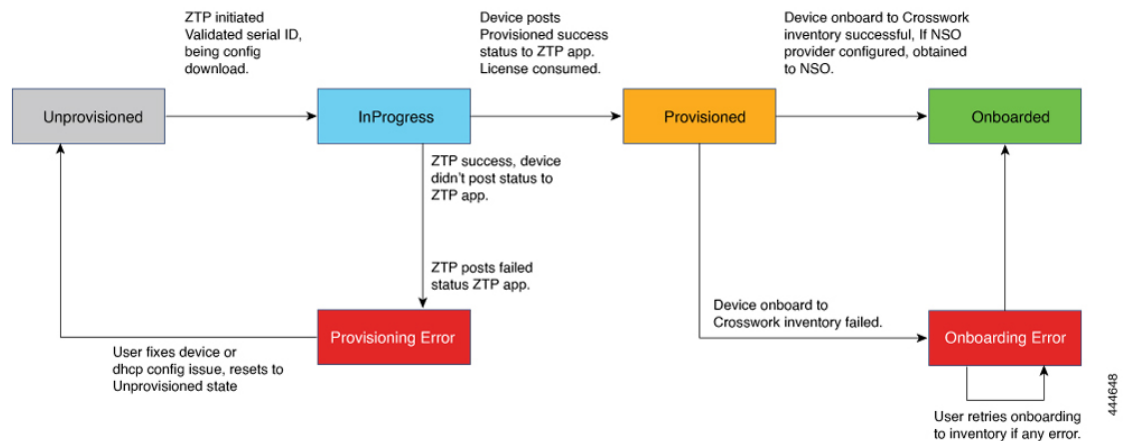 ZTP initiated
Validated serial ID,
being config
download.
Device posts
Provisioned success
status to ZTP app.
License consumed.
Device onboard to Crosswork
inventory successful, If NSO
provider configured, obtained
to NSO.
Unprovisioned
InProgress
Provisioned
Onboarded
ZTP success, device
didn't post status to
ZTP app.
ZTP posts failed
status ZTP app.
Device onboard to
Crosswork inventory failed.
Provisioning Error
Onboarding Error
User fixes device or
dhcp config issue, resets to
Unprovisioned state
User retries onboarding
to inventory if any error.
444648